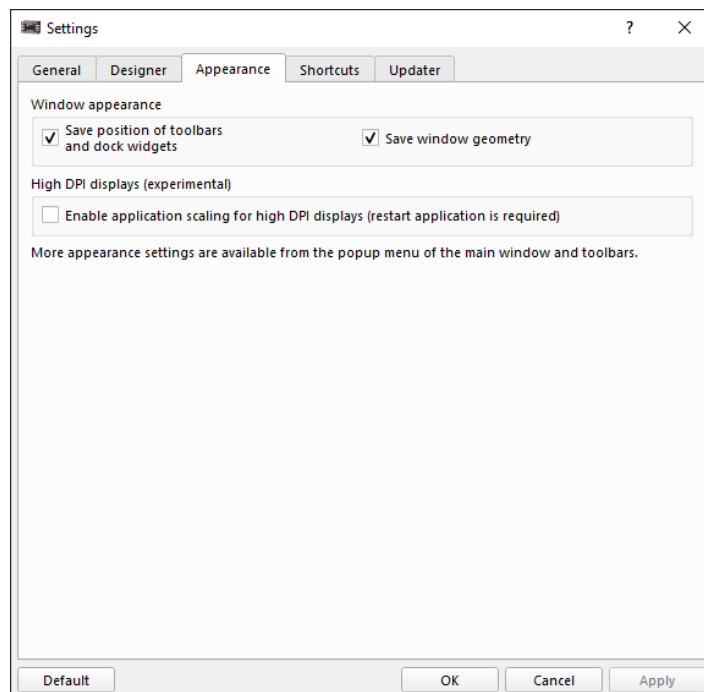 Settings
?
General Designer Appearance Shortcuts Updater
Window appearance
Save position of toolbars
and dock widgets
Save window geometry
High DPI displays (experimental)
Enable application scaling for high DPI displays (restart application is required)
More appearance settings are available from the popup menu of the main window and toolbars.
Default OK Cancel Apply